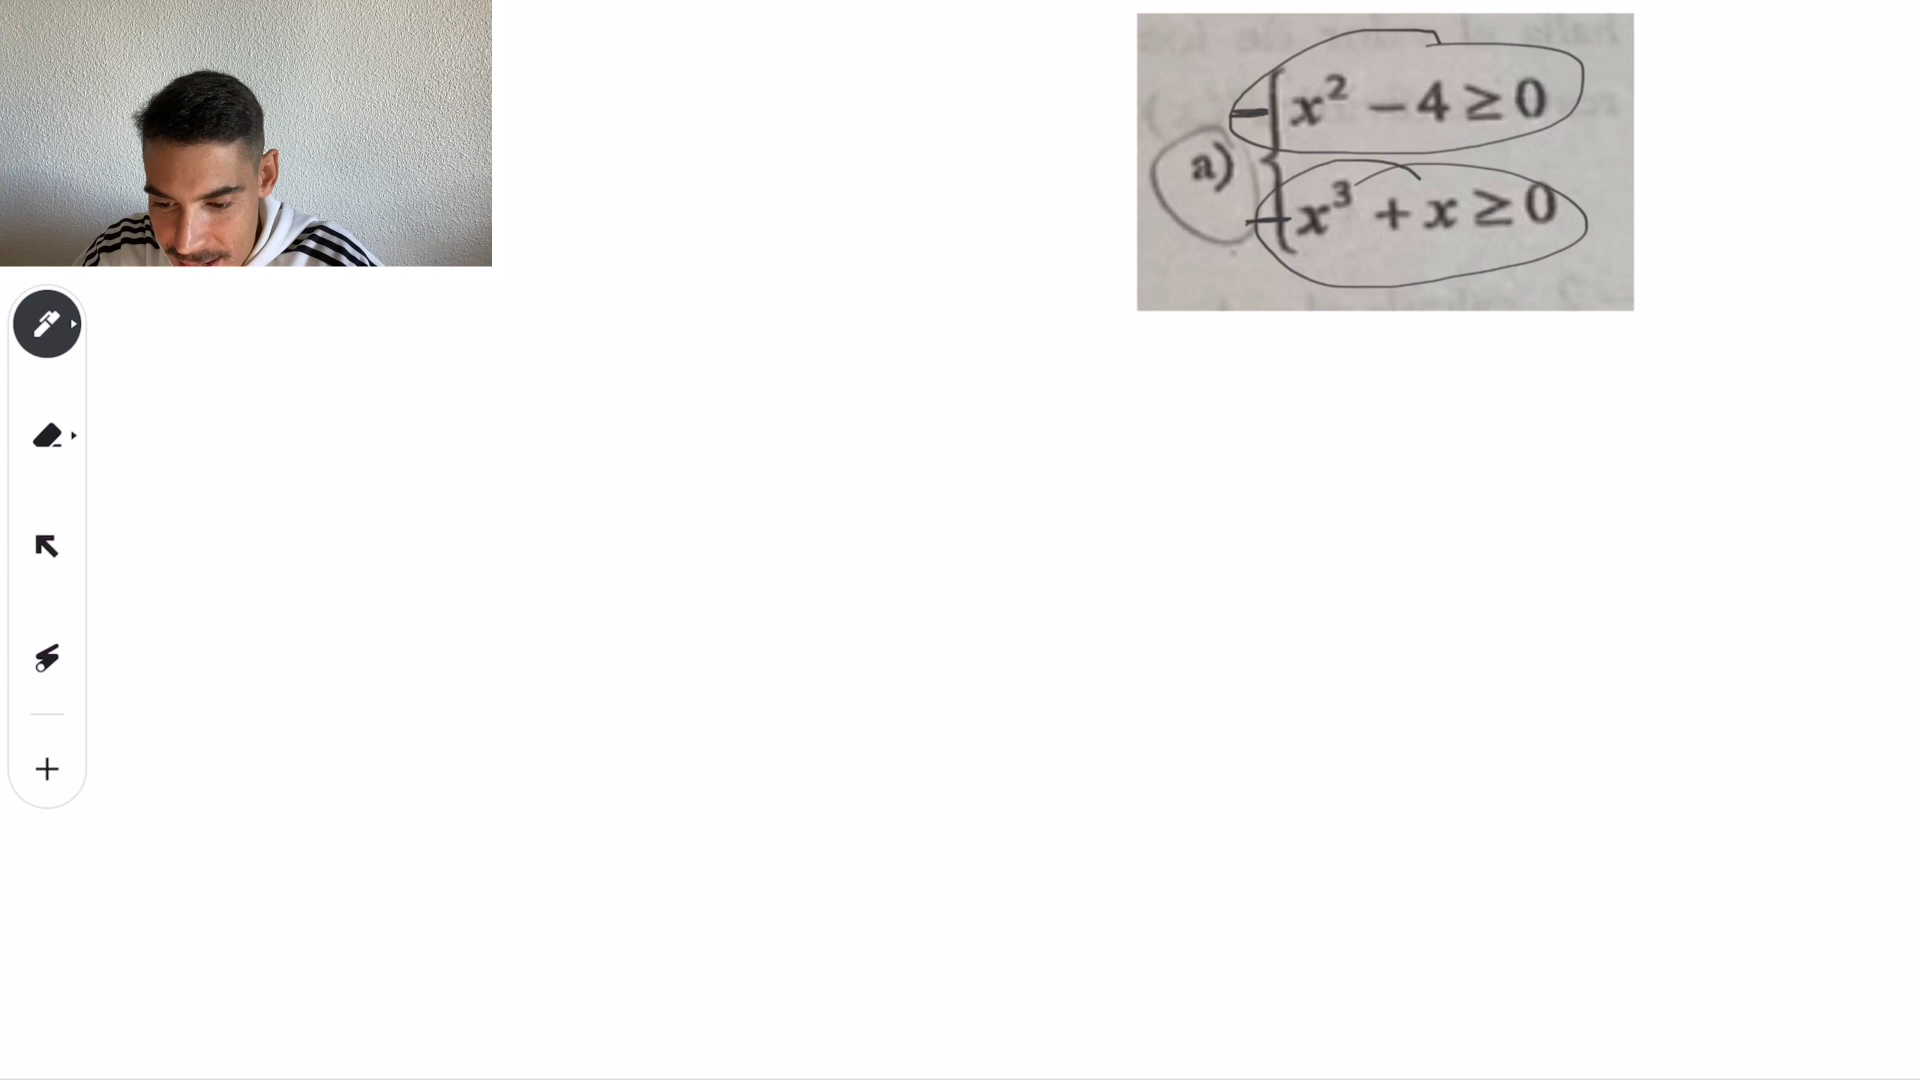 x² − 4 ≥ 0
a)
x³ + x ≥ 0